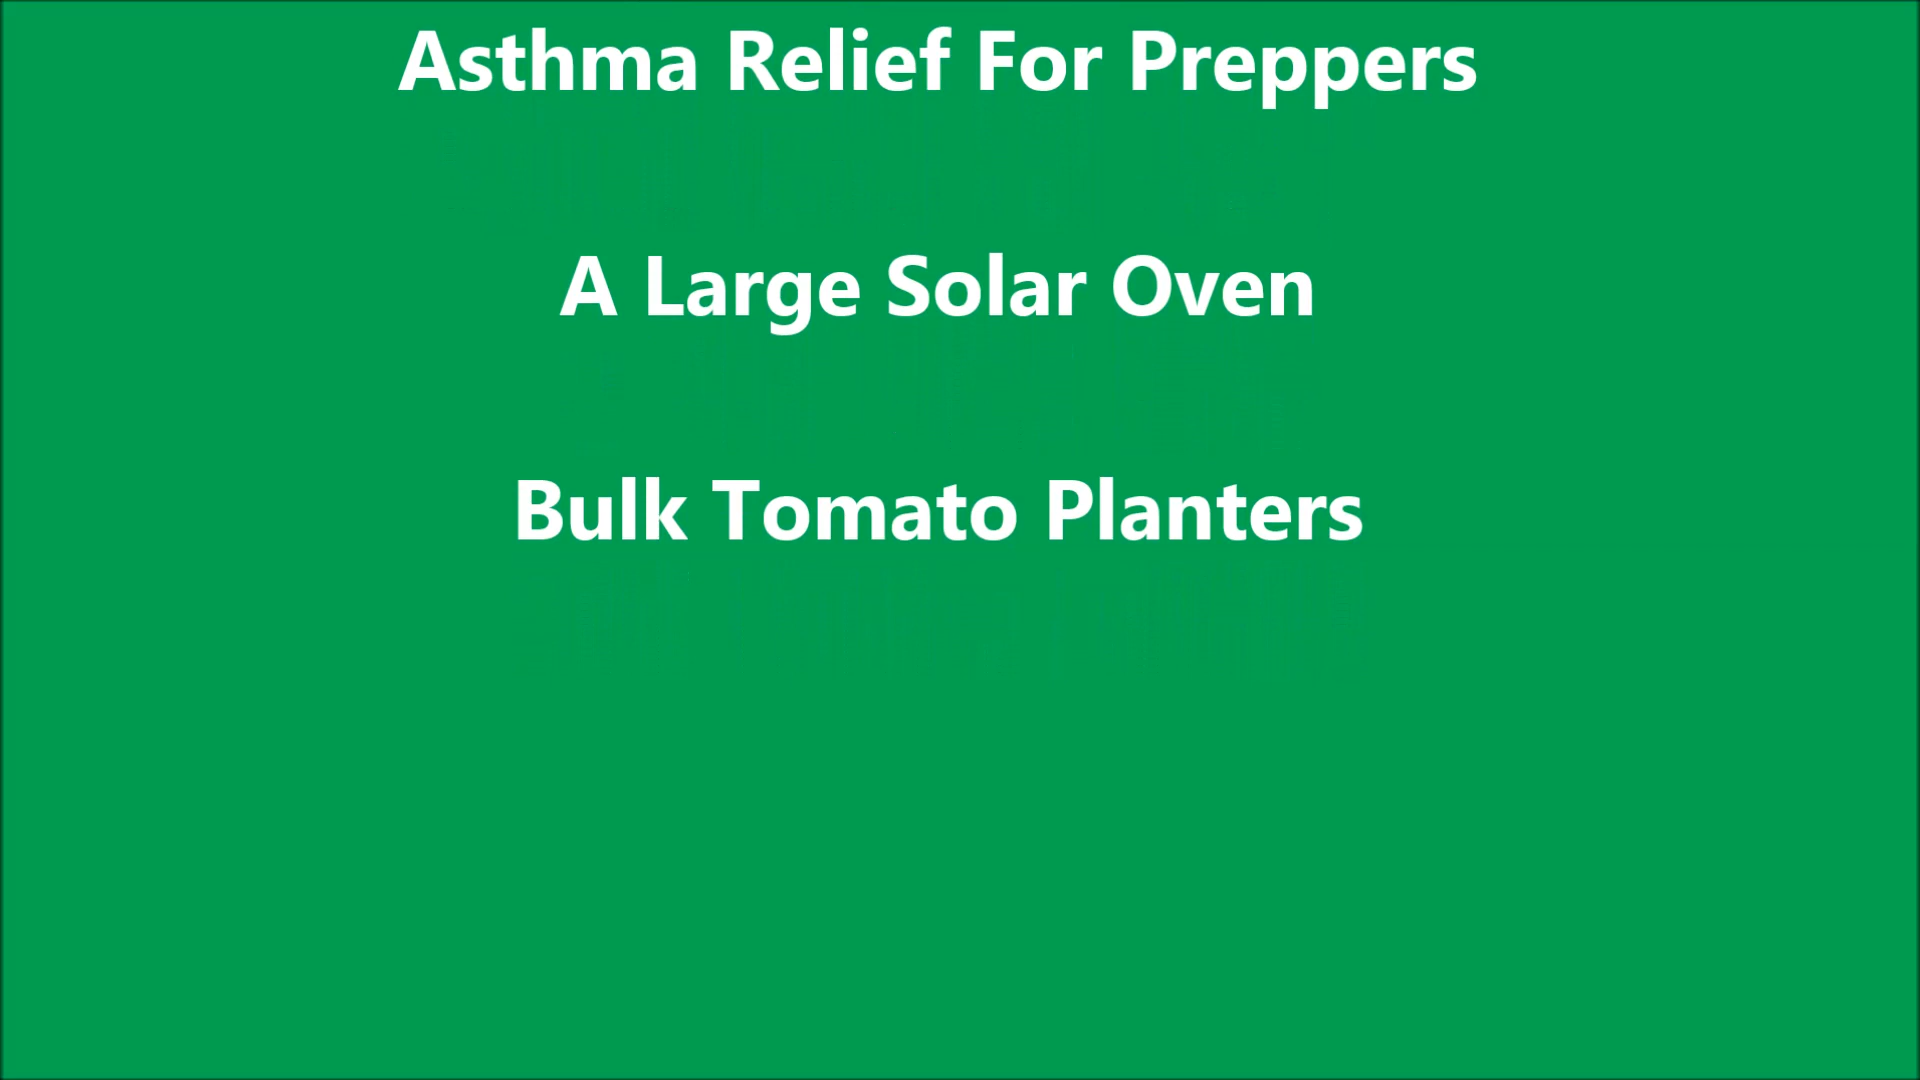 Asthma Relief For Preppers
A Large Solar Oven
Bulk Tomato Planters